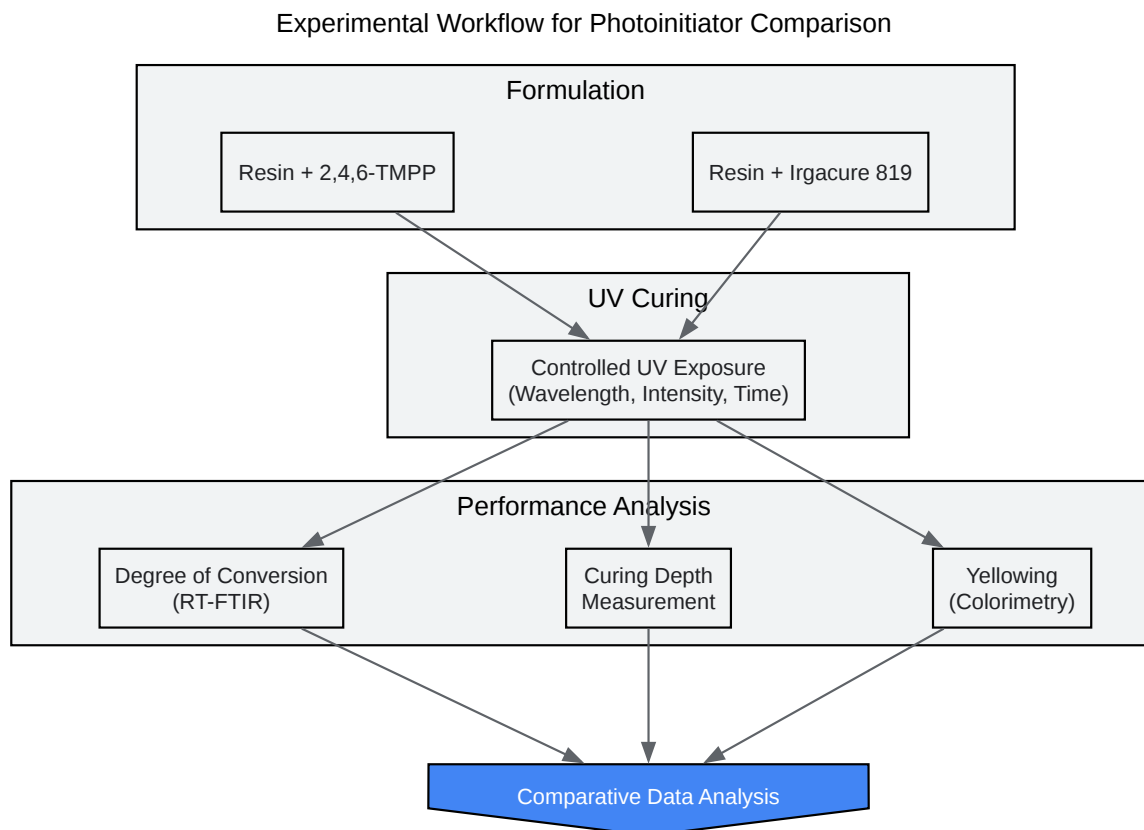 Experimental Workflow for Photoinitiator Comparison
Formulation
Resin + 2,4,6-TMPP
Resin + Irgacure 819
UV Curing
Controlled UV Exposure
(Wavelength, Intensity, Time)
Performance Analysis
Degree of Conversion
(RT-FTIR)
Curing Depth
Measurement
Yellowing
(Colorimetry)
Comparative Data Analysis